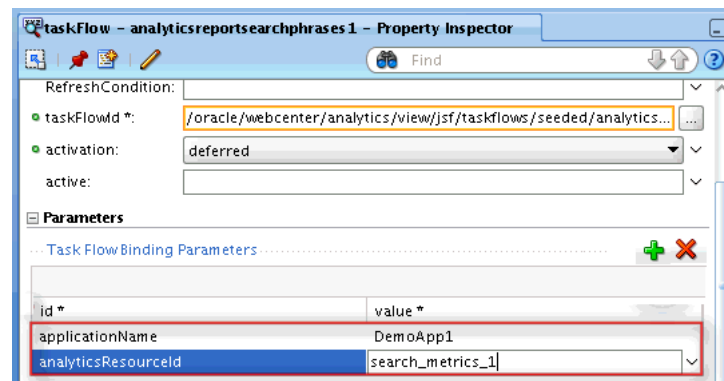 taskFlow - analyticsreportsearchphrases1 - Property Inspector
Find
RefreshCondition:
taskFlowId *: /oracle/webcenter/analytics/view/jsf/taskflows/seeded/analytics... ...
activation: deferred
active:
Parameters
Task Flow Binding Parameters
id * value *
applicationName DemoApp1
analyticsResourceId search_metrics_1